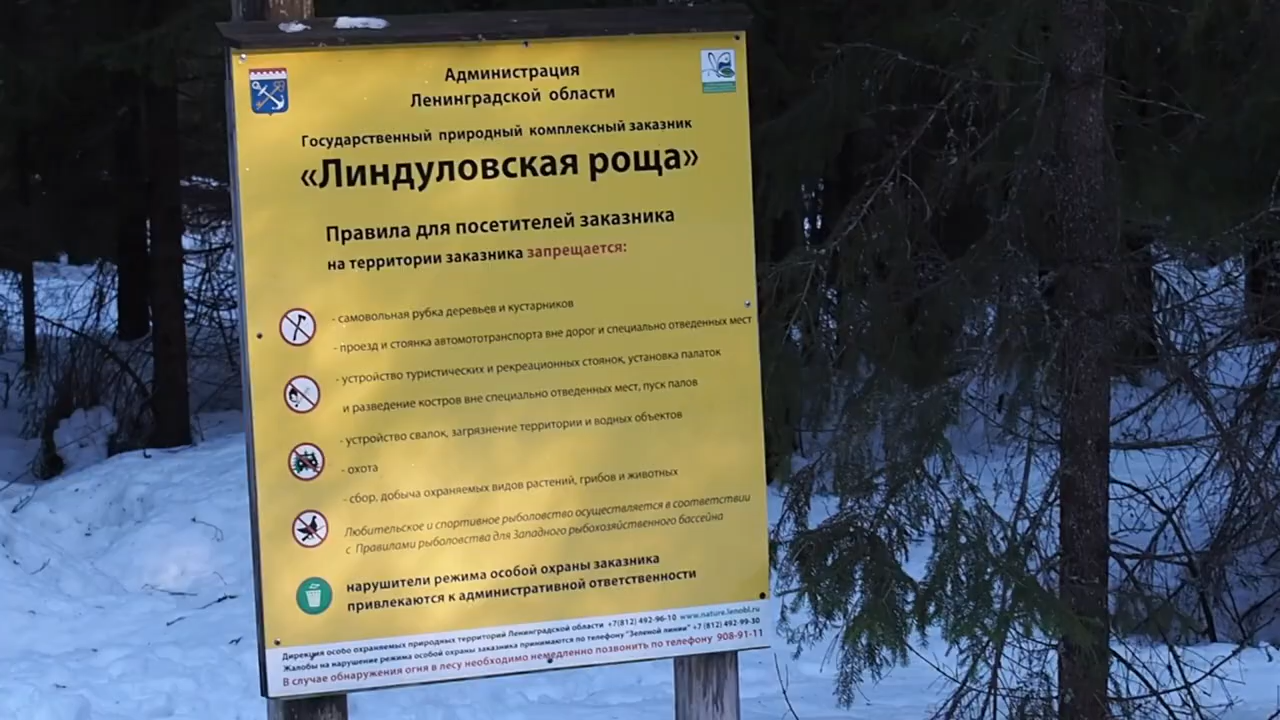 Администрация
Ленинградской области
Государственный природный комплексный заказник
«Линдуловская роща»
Правила для посетителей заказника
на территории заказника запрещается:
- самовольная рубка деревьев и кустарников
- проезд и стоянка автомототранспорта вне дорог и специально отведенных мест
- устройство туристических и рекреационных стоянок, установка палаток
и разведение костров вне специально отведенных мест, пуск палов
- устройство свалок, загрязнение территории и водных объектов
- охота
- сбор, добыча охраняемых видов растений, грибов и животных
Любительское и спортивное рыболовство осуществляется в соответствии
с Правилами рыболовства для Западного рыбохозяйственного бассейна
нарушители режима особой охраны заказника
привлекаются к административной ответственности
Дирекция особо охраняемых природных территорий Ленинградской области +7(812) 492-96-10 www.nature.lenobl.ru
Жалобы на нарушение режима особой охраны заказника принимаются по телефону "Зеленой линии" +7 (812) 492-99-30
В случае обнаружения огня в лесу необходимо немедленно позвонить по телефону 908-91-11